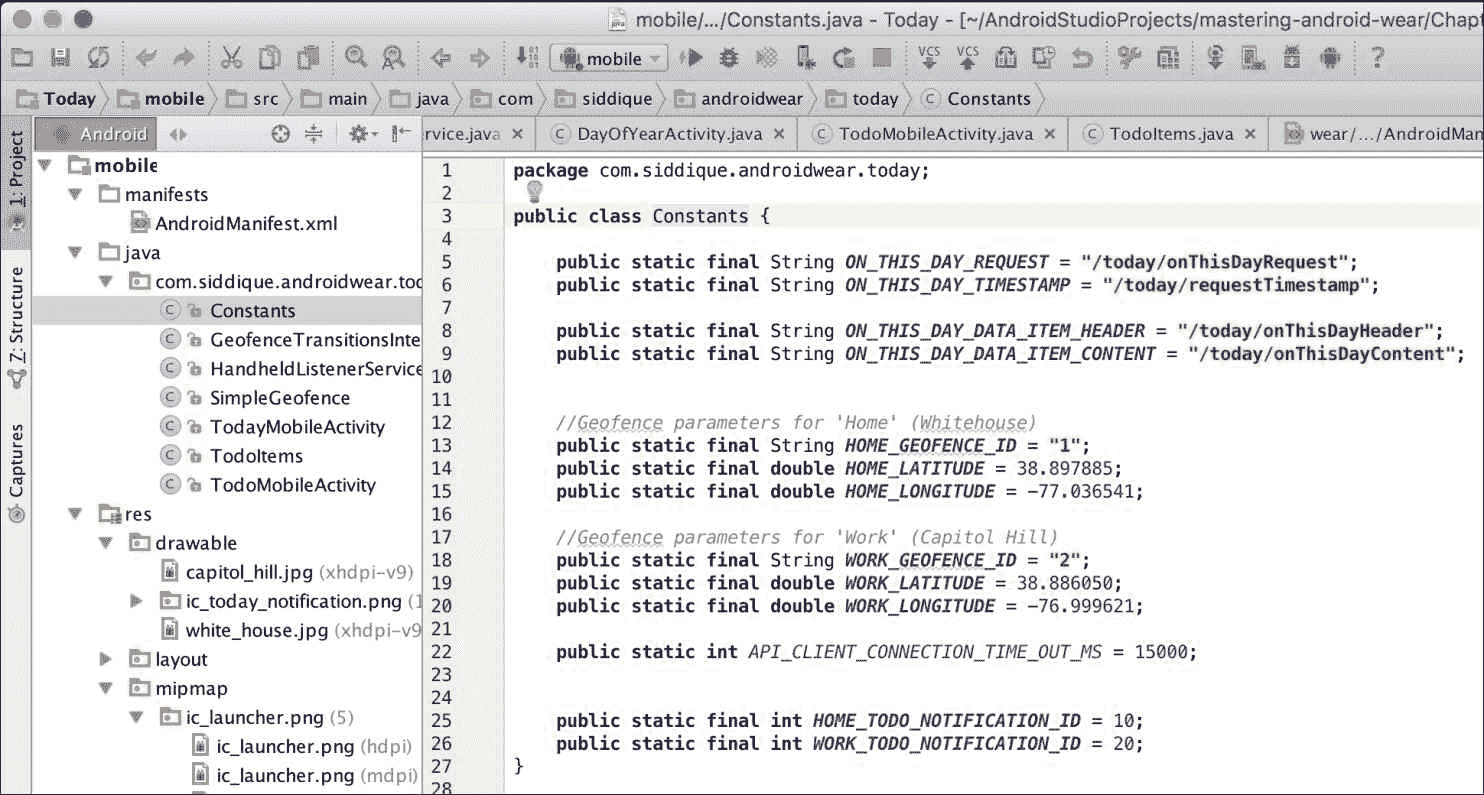 mobile/.../Constants.java - Today - [~/AndroidStudioProjects/mastering-android-wear/Chapt
mobile
VCS VCS
?
Today mobile src main java com siddique androidwear today Constants
1: Project
Z: Structure
Captures
Android
rvice.java DayOfYearActivity.java TodoMobileActivity.java TodoItems.java wear/.../AndroidMan
mobile
manifests
AndroidManifest.xml
java
com.siddique.androidwear.too
Constants
GeofenceTransitionsInte
HandheldListenerService
SimpleGeofence
TodayMobileActivity
TodoItems
TodoMobileActivity
res
drawable
capitol_hill.jpg (xhdpi-v9)
ic_today_notification.png (1
white_house.jpg (xhdpi-v9
layout
mipmap
ic_launcher.png (5)
ic_launcher.png (hdpi)
ic_launcher.png (mdpi)
1 package com.siddique.androidwear.today;
2
3 public class Constants {
4
5 public static final String ON_THIS_DAY_REQUEST = "/today/onThisDayRequest";
6 public static final String ON_THIS_DAY_TIMESTAMP = "/today/requestTimestamp";
7
8 public static final String ON_THIS_DAY_DATA_ITEM_HEADER = "/today/onThisDayHeader";
9 public static final String ON_THIS_DAY_DATA_ITEM_CONTENT = "/today/onThisDayContent";
10
11
12 //Geofence parameters for 'Home' (Whitehouse)
13 public static final String HOME_GEOFENCE_ID = "1";
14 public static final double HOME_LATITUDE = 38.897885;
15 public static final double HOME_LONGITUDE = -77.036541;
16
17 //Geofence parameters for 'Work' (Capitol Hill)
18 public static final String WORK_GEOFENCE_ID = "2";
19 public static final double WORK_LATITUDE = 38.886050;
20 public static final double WORK_LONGITUDE = -76.999621;
21
22 public static int API_CLIENT_CONNECTION_TIME_OUT_MS = 15000;
23
24
25 public static final int HOME_TODO_NOTIFICATION_ID = 10;
26 public static final int WORK_TODO_NOTIFICATION_ID = 20;
27 }
28